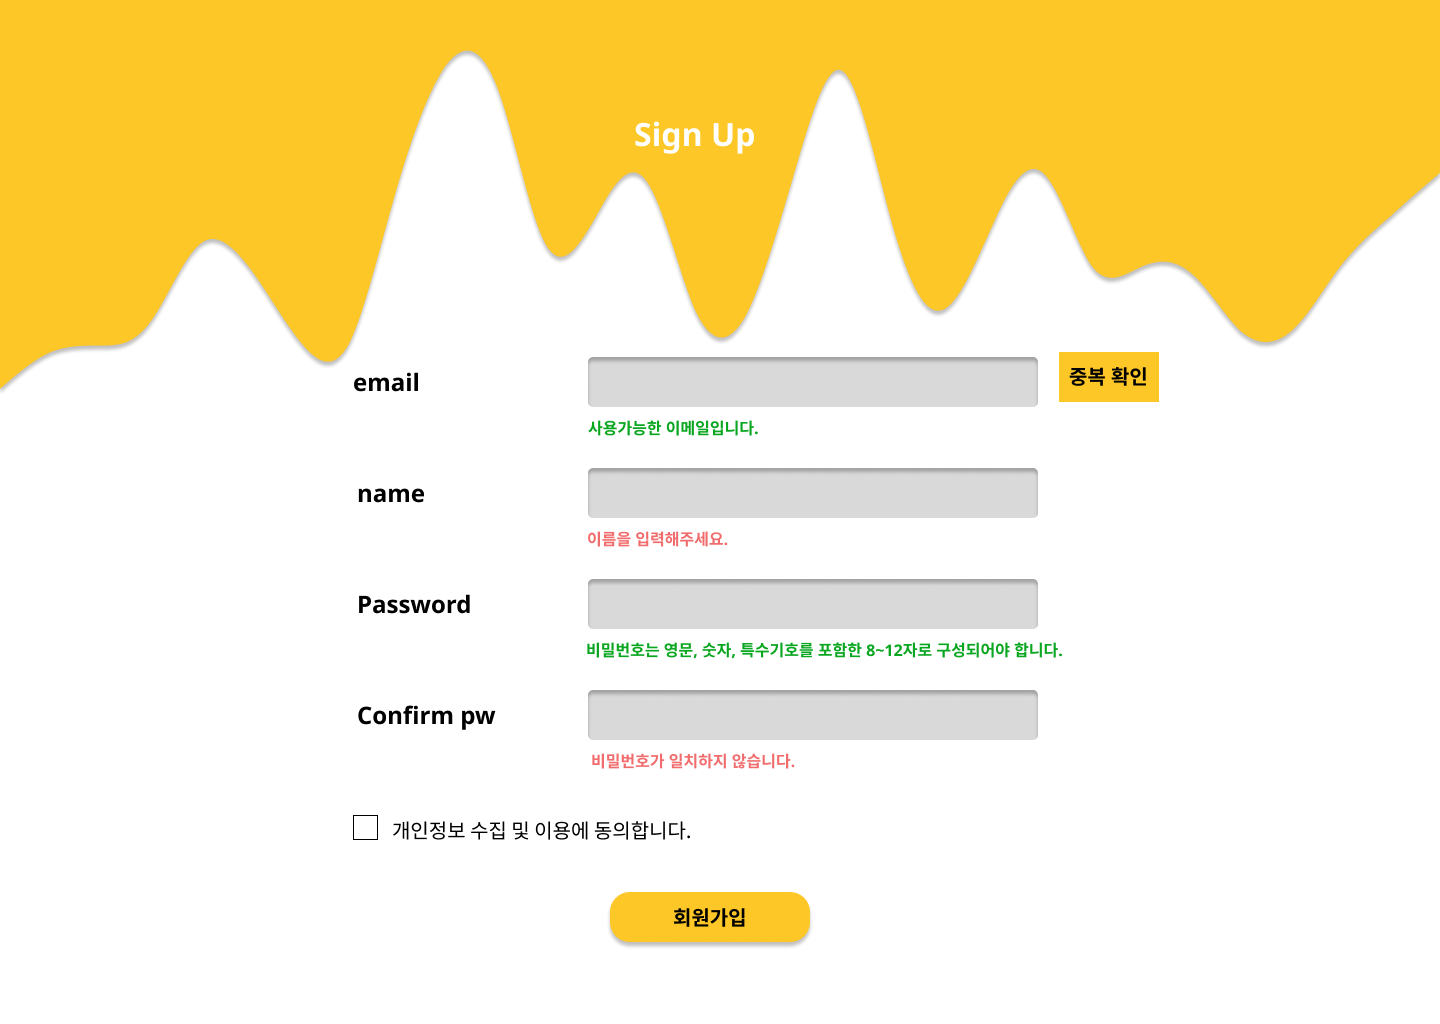 Sign Up
email
중복 확인
사용가능한 이메일입니다.
name
이름을 입력해주세요.
Password
비밀번호는 영문, 숫자, 특수기호를 포함한 8~12자로 구성되어야 합니다.
Confirm pw
비밀번호가 일치하지 않습니다.
개인정보 수집 및 이용에 동의합니다.
회원가입